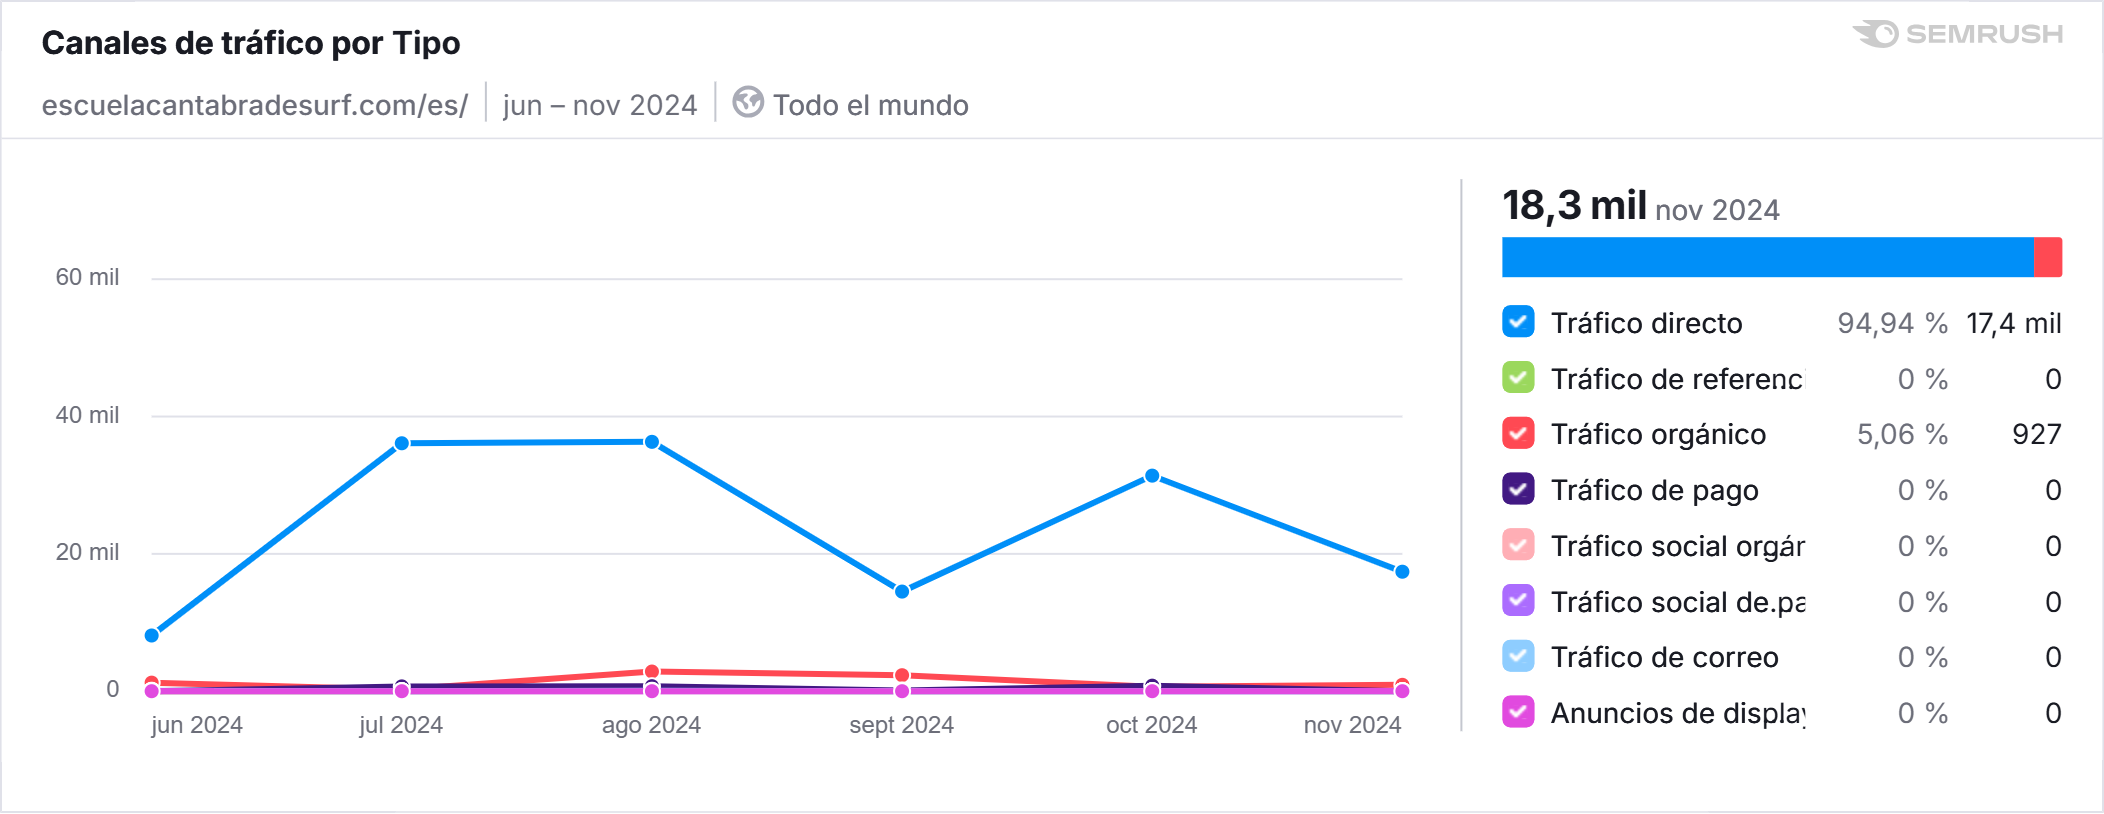 Canales de tráfico por Tipo
SEMRUSH
escuelacantabradesurf.com/es/ jun – nov 2024 Todo el mundo
60 mil
40 mil
20 mil
0
jun 2024 jul 2024 ago 2024 sept 2024 oct 2024 nov 2024
18,3 mil nov 2024
Tráfico directo 94,94 % 17,4 mil
Tráfico de referenci 0 % 0
Tráfico orgánico 5,06 % 927
Tráfico de pago 0 % 0
Tráfico social orgán 0 % 0
Tráfico social de pa 0 % 0
Tráfico de correo 0 % 0
Anuncios de display 0 % 0